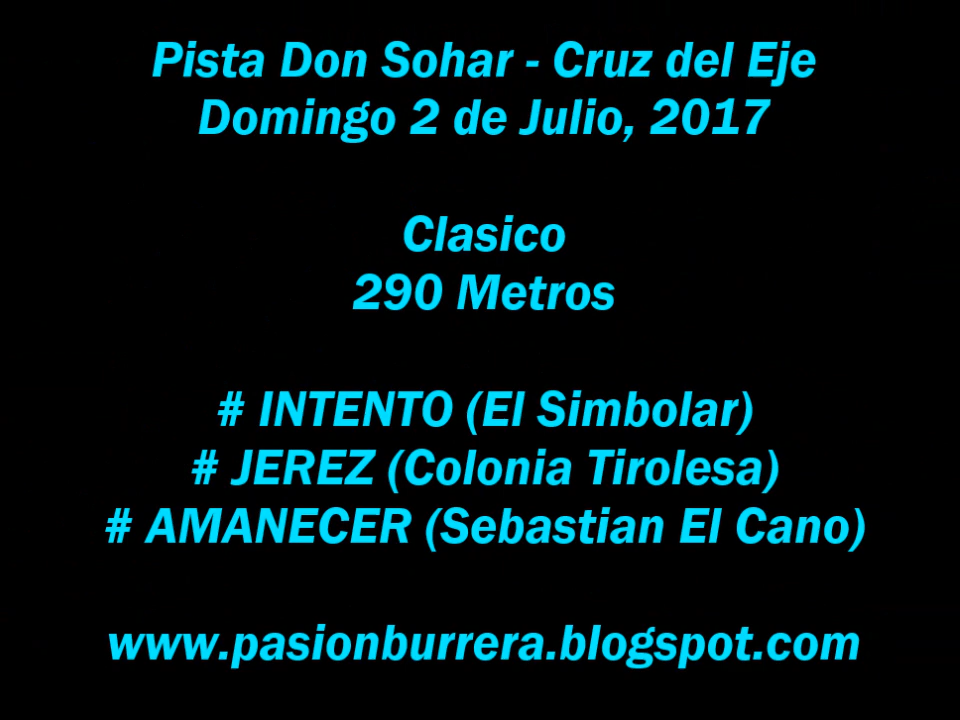 Pista Don Sohar - Cruz del Eje
Domingo 2 de Julio, 2017
Clasico
290 Metros
# INTENTO (El Simbolar)
# JEREZ (Colonia Tirolesa)
# AMANECER (Sebastian El Cano)
www.pasionburrera.blogspot.com